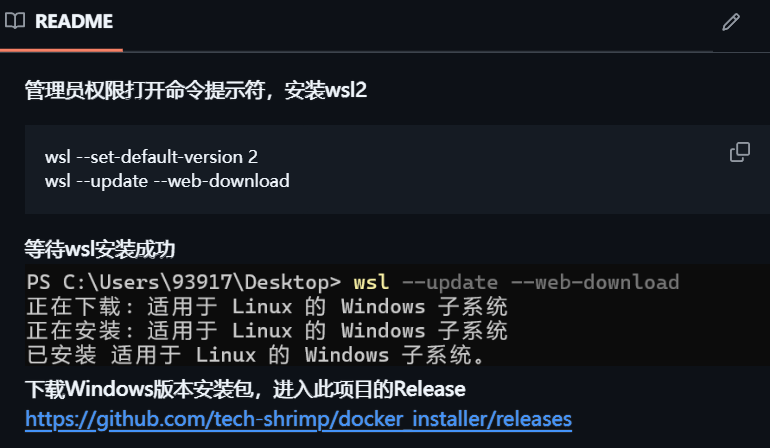 README
管理员权限打开命令提示符，安装wsl2
wsl --set-default-version 2
wsl --update --web-download
等待wsl安装成功
PS C:\Users\93917\Desktop> wsl --update --web-download
正在下载: 适用于 Linux 的 Windows 子系统
正在安装: 适用于 Linux 的 Windows 子系统
已安装 适用于 Linux 的 Windows 子系统。
下载Windows版本安装包，进入此项目的Release
https://github.com/tech-shrimp/docker_installer/releases